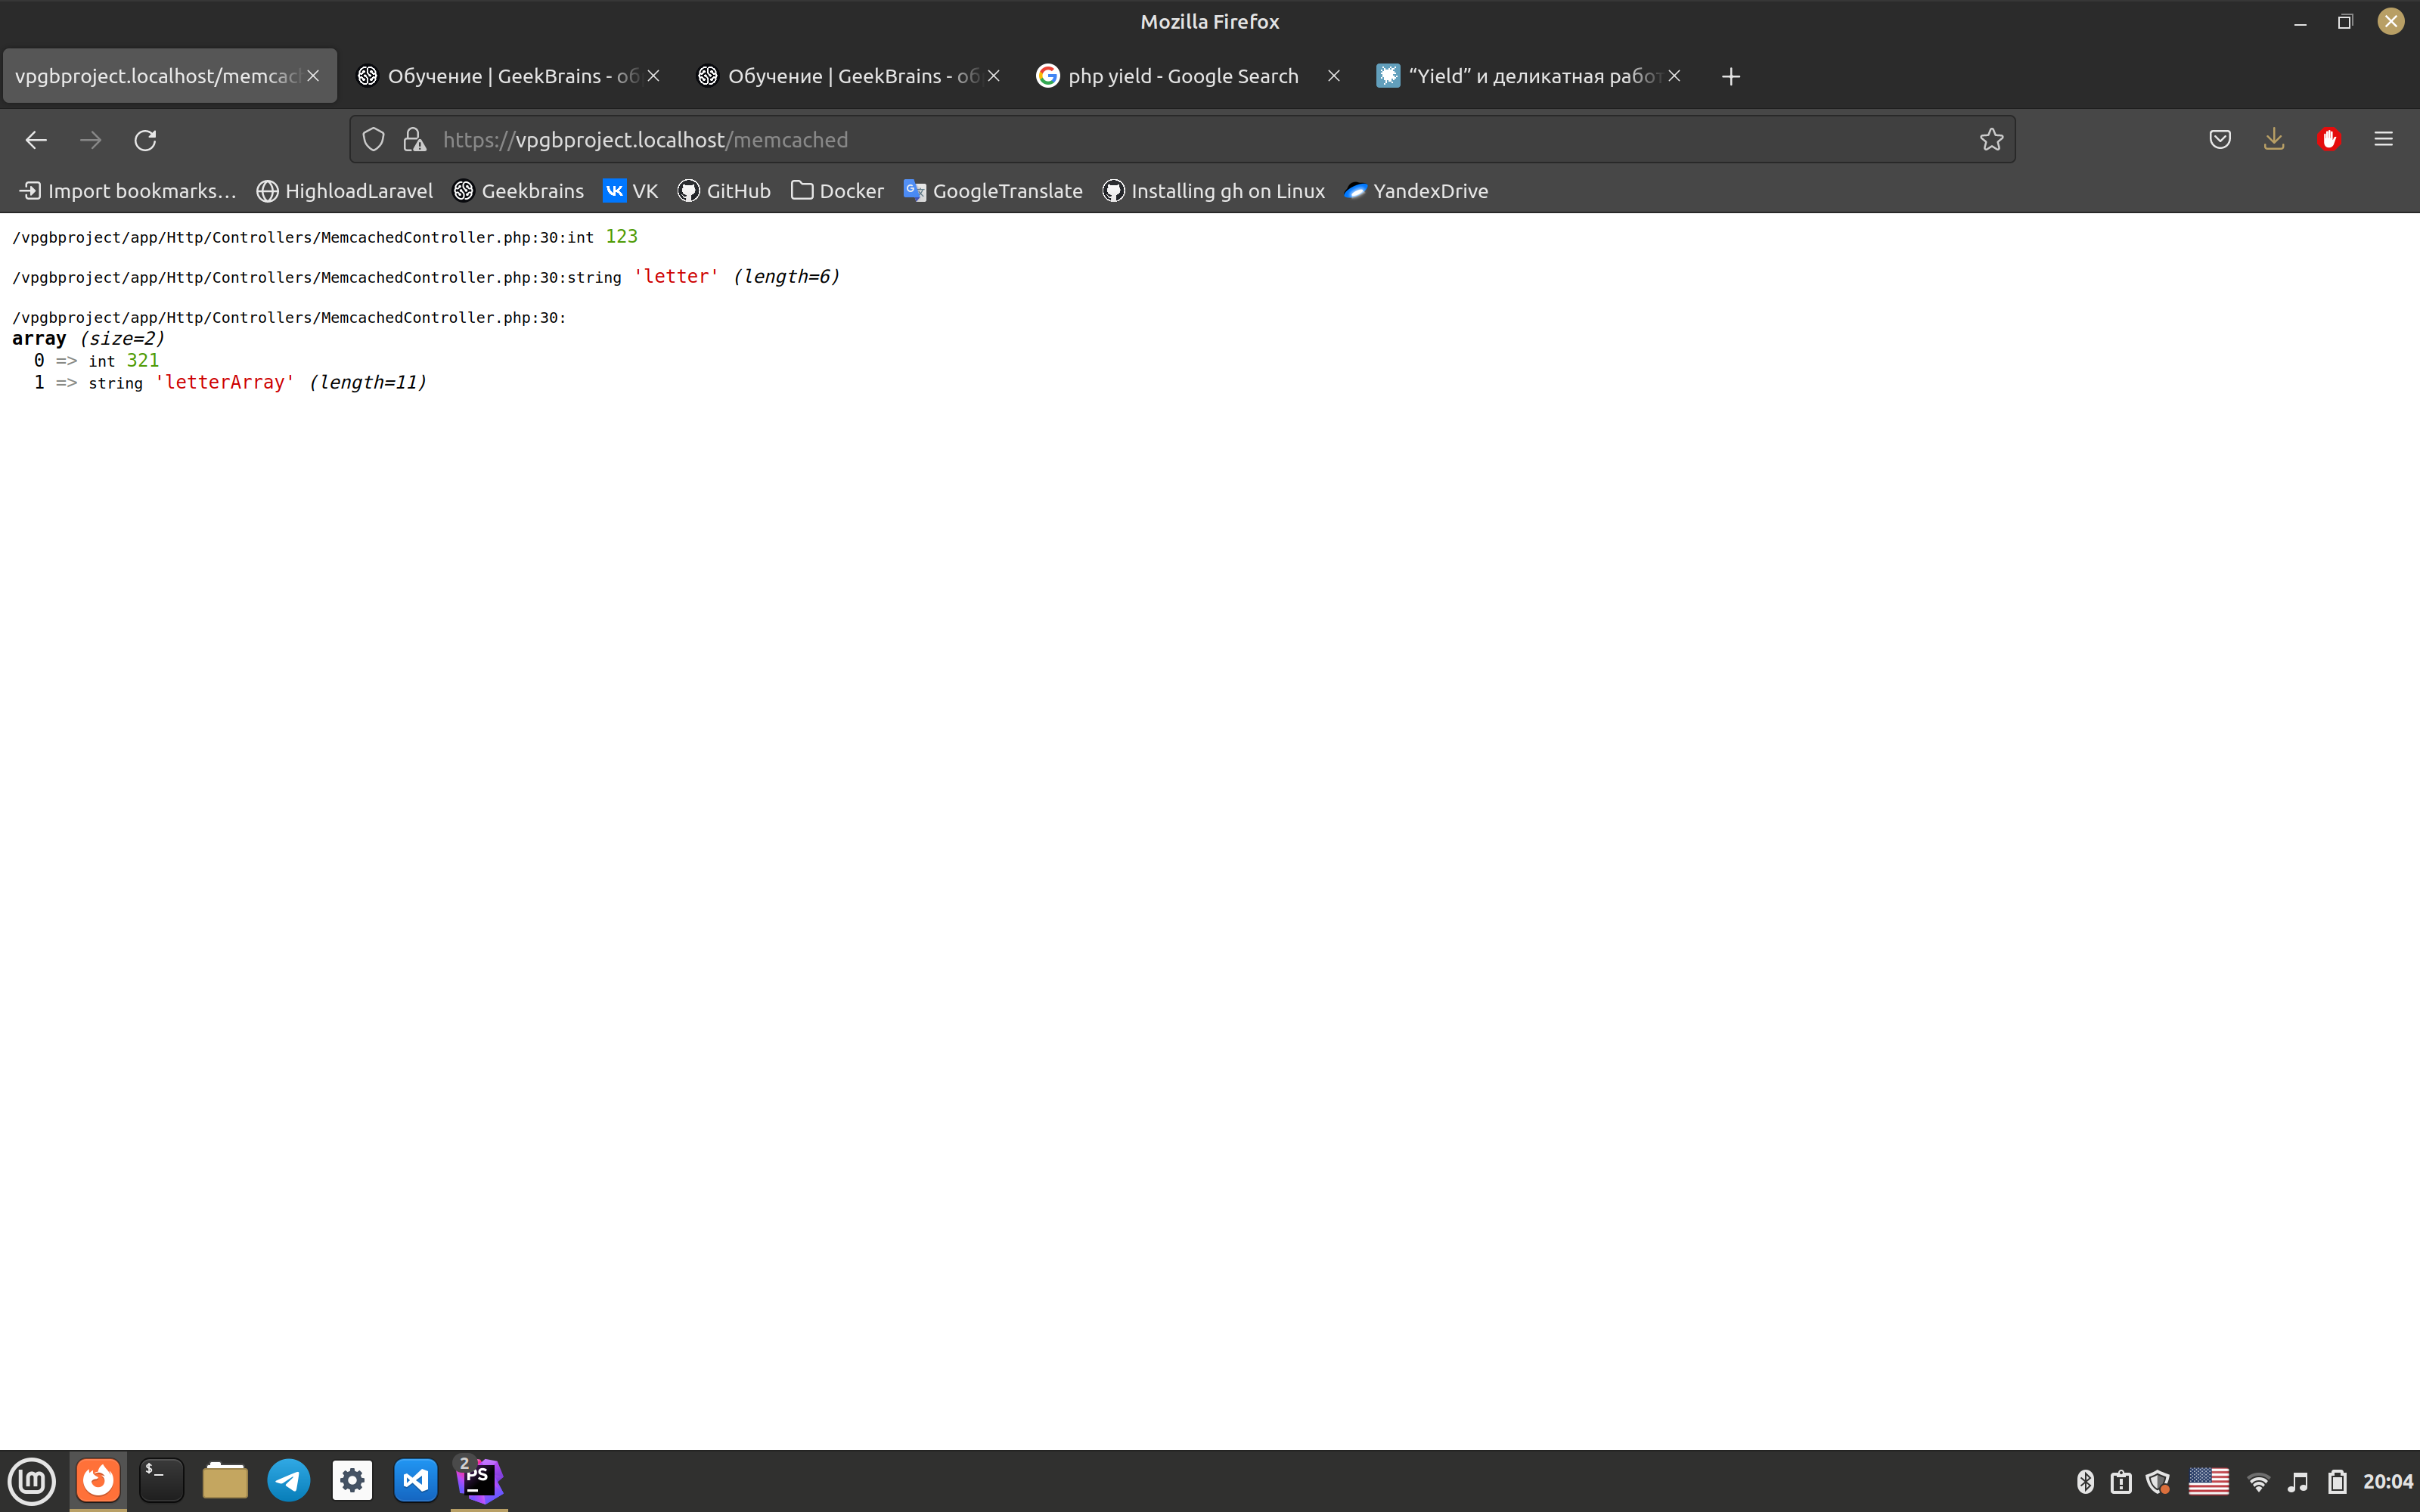 Mozilla Firefox
vpgbproject.localhost/memcac
Обучение | GeekBrains - об
Обучение | GeekBrains - об
php yield - Google Search
“Yield” и деликатная работ
https://vpgbproject.localhost/memcached
Import bookmarks...
HighloadLaravel
Geekbrains
VK
GitHub
Docker
GoogleTranslate
Installing gh on Linux
YandexDrive
/vpgbproject/app/Http/Controllers/MemcachedController.php:30:int 123
/vpgbproject/app/Http/Controllers/MemcachedController.php:30:string 'letter' (length=6)
/vpgbproject/app/Http/Controllers/MemcachedController.php:30:
array (size=2)
0 => int 321
1 => string 'letterArray' (length=11)
2
PS
20:04